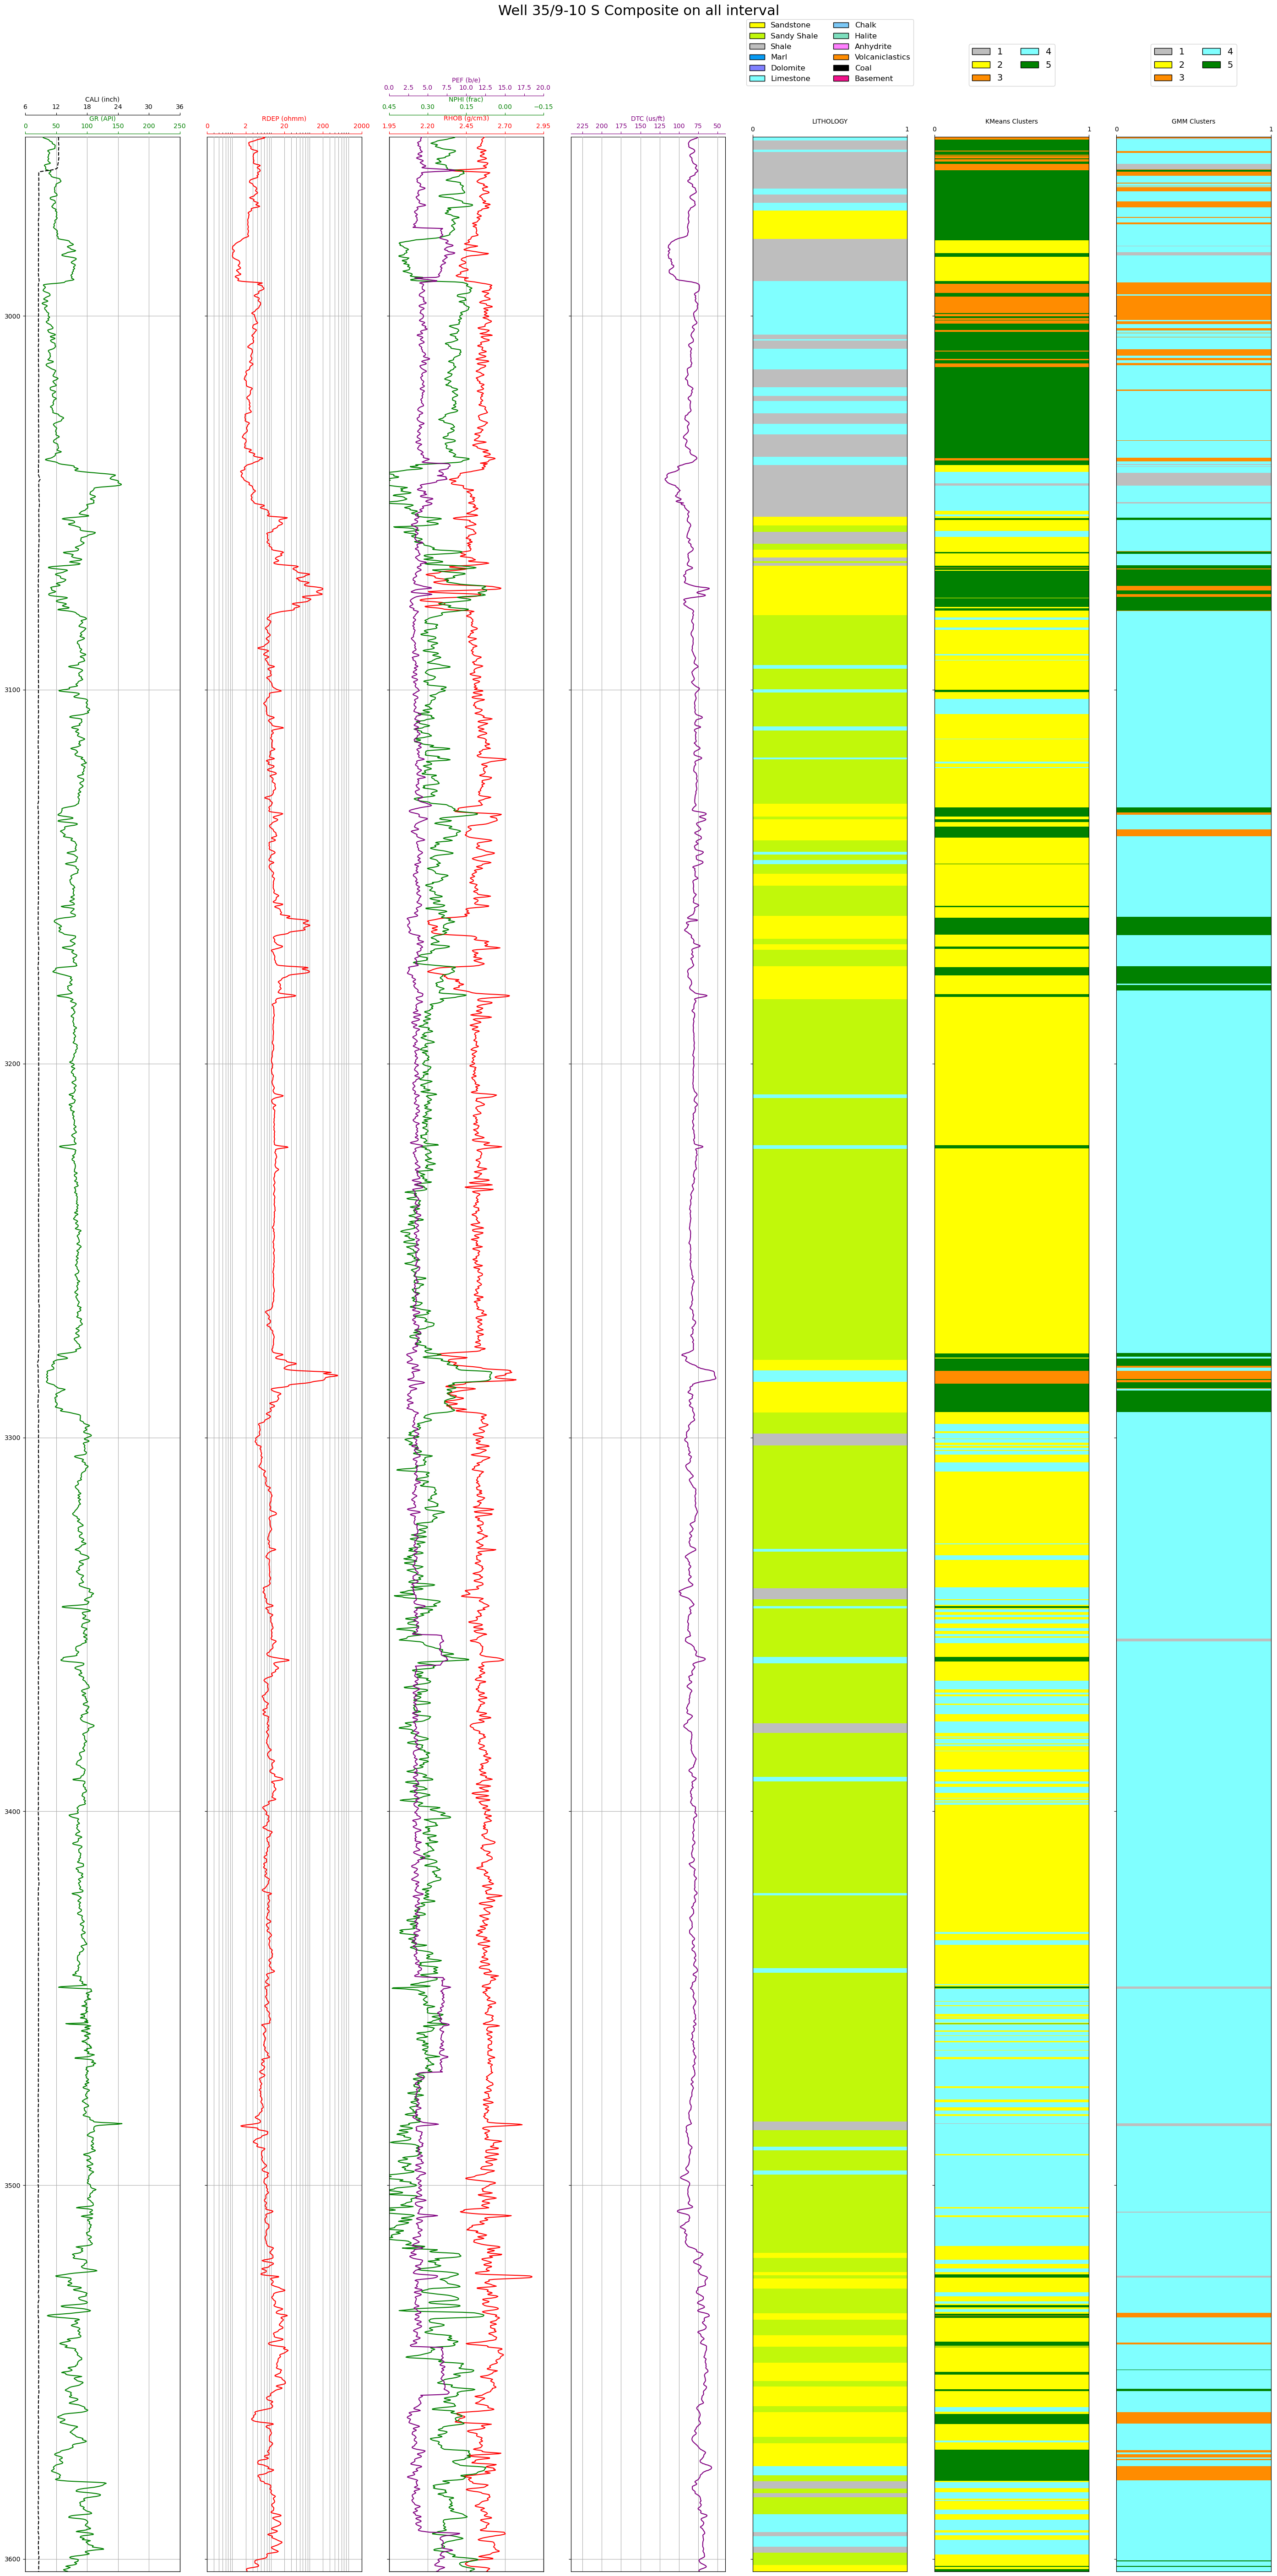 Well 35/9-10 S Composite on all interval
Sandstone Chalk
Sandy Shale Halite
Shale Anhydrite
Marl Volcaniclastics
Dolomite Coal
Limestone Basement
1 4
2 5
3
1 4
2 5
3
PEF (b/e)
0.0 2.5 5.0 7.5 10.0 12.5 15.0 17.5 20.0
CALI (inch)
6 12 18 24 30 36
NPHI (frac)
0.45 0.30 0.15 0.00 −0.15
GR (API)
0 50 100 150 200 250
RDEP (ohmm)
0 2 20 200 2000
RHOB (g/cm3)
1.95 2.20 2.45 2.70 2.95
DTC (us/ft)
225 200 175 150 125 100 75 50
LITHOLOGY
0 1
KMeans Clusters
0 1
GMM Clusters
0 1
3000
3100
3200
3300
3400
3500
3600